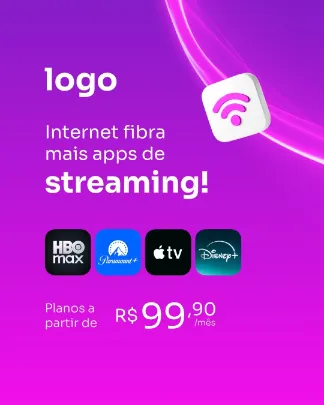 logo
Internet fibra
mais apps de
streaming!
HBO
max
Paramount+
tv
Disney+
Planos a
partir de
R$ 99,90
/mês